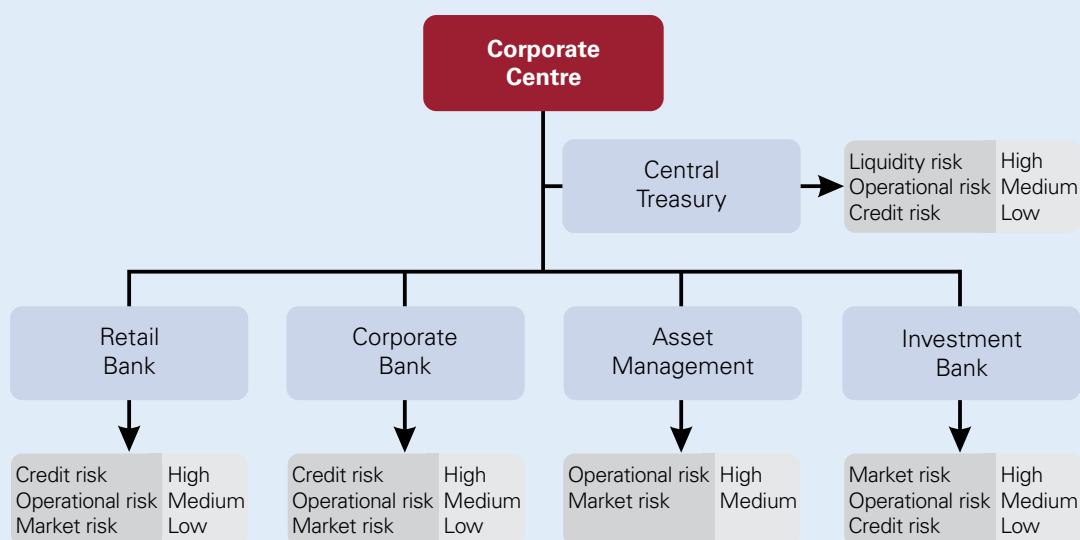 Corporate
Centre
Central
Treasury
Liquidity risk High
Operational risk Medium
Credit risk Low
Retail
Bank
Corporate
Bank
Asset
Management
Investment
Bank
Credit risk High
Operational risk Medium
Market risk Low
Credit risk High
Operational risk Medium
Market risk Low
Operational risk High
Market risk Medium
Market risk High
Operational risk Medium
Credit risk Low